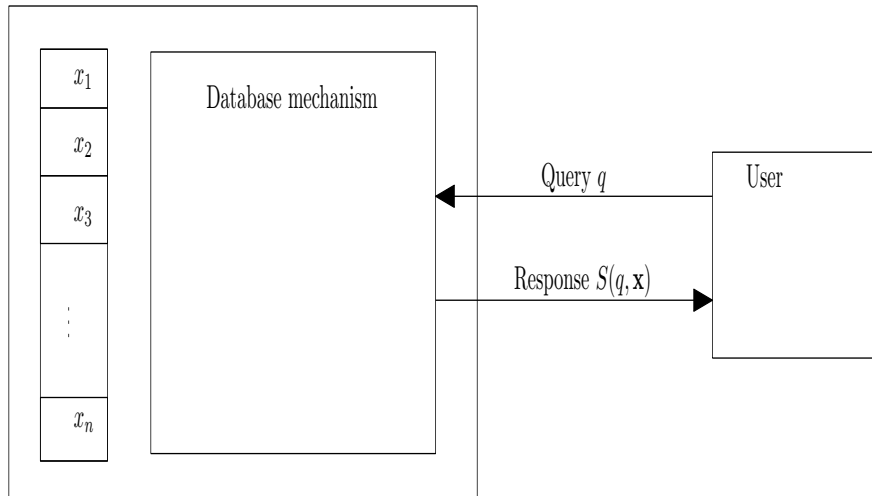 x₁
x₂
x₃
⋮
xₙ
Database mechanism
Query q
Response S(q, x)
User